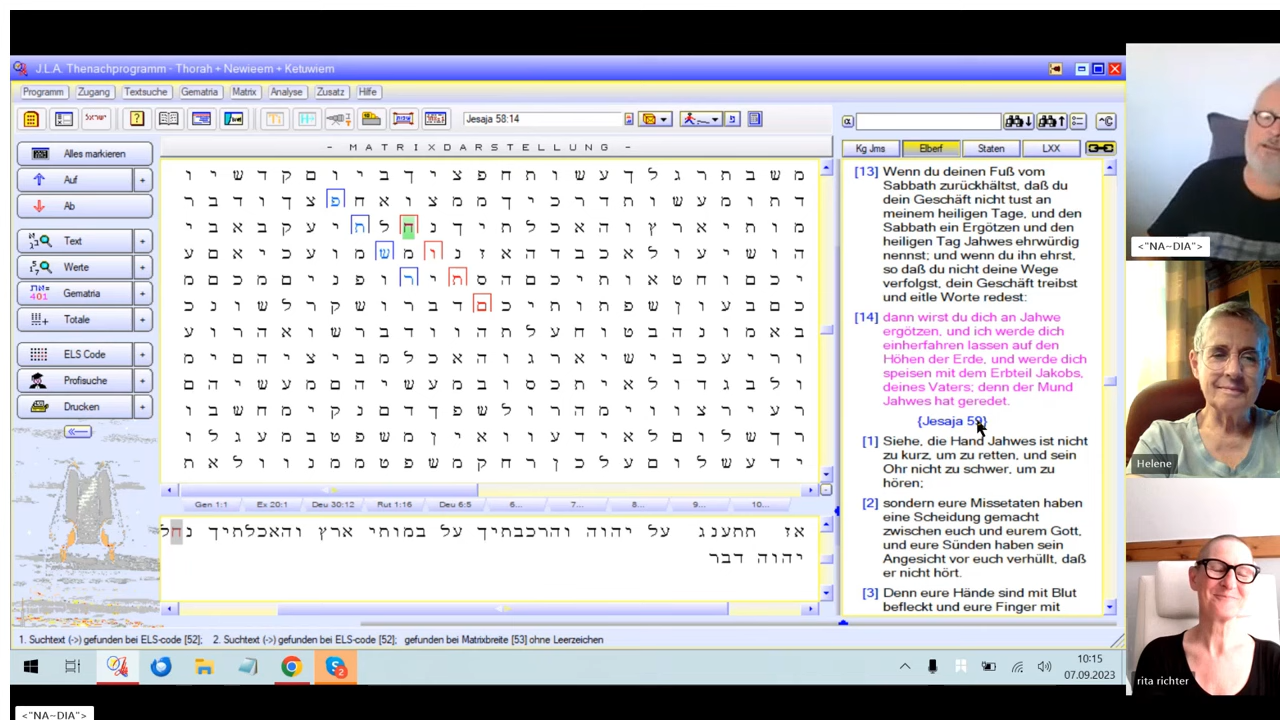 J.L.A. Thenachprogramm - Thorah + Newieem + Ketuwiem
Programm Zugang Textsuche Gematria Matrix Analyse Zusatz Hilfe
Jesaja 58:14
- M A T R I X D A R S T E L L U N G -
Kg Jms Elberf Staten LXX
Alles markieren
Auf
Ab
Text
Werte
401 Gematria
Totale
ELS Code
Profisuche
Drucken
מ ש ב ת ר ג ל ך ע ש ו ת ח פ צ י ך ב י ו ם ק ד ש י ו
ד ת ו מ ע ש ו ת ד ר כ י ך מ מ צ ו א ח פ צ ך ו ד ב ר
מ ו ת י א ר ץ ו ה א כ ל ת י ך נ ח ל ת י ע ק ב א ב י
ה ו ש י ע ו ל א כ ב ד ה א ז נ ו מ ש מ ו ע כ י א ם ע
י כ ם ו ח ט א ו ת י כ ם ה ס ת י ר ו פ נ י ם מ כ ם מ
כ ם ב ע ו ן ש פ ת ו ת י כ ם ד ב ר ו ש ק ר ל ש ו נ כ
ב א מ ו נ ה ב ט ו ח ע ל ת ה ו ו ד ב ר ש ו א ה ר ו ע
ו ר י ע כ ב י ש י א ר ג ו ה א כ ל מ ב י צ י ה ם י מ
ו ל ב ג ד ו ל א י ת כ ס ו ב מ ע ש י ה ם מ ע ש י ה ם
ר ע י ר צ ו ו י מ ה ר ו ל ש פ ך ד ם נ ק י מ ח ש ב ו
ר ך ש ל ו ם ל א י ד ע ו ו א י ן מ ש פ ט ב מ ע ג ל ו
י ד ע ש ל ו ם ע ל כ ן ר ח ק מ ש פ ט מ מ נ ו ו ל א ת
Gen 1:1 Ex 20:1 Deu 30:12 Rut 1:16 Deu 6:5 6... 7... 8... 9... 10...
אז תתענג על יהוה והרכבתיך על במותי ארץ והאכלתיך נחל
יהוה דבר
[13] Wenn du deinen Fuß vom
Sabbath zurückhältst, daß du
dein Geschäft nicht tust an
meinem heiligen Tage, und den
Sabbath ein Ergötzen und den
heiligen Tag Jahwes ehrwürdig
nennst; und wenn du ihn ehrst,
so daß du nicht deine Wege
verfolgst, dein Geschäft treibst
und eitle Worte redest:
[14] dann wirst du dich an Jahwe
ergötzen, und ich werde dich
einherfahren lassen auf den
Höhen der Erde, und werde dich
speisen mit dem Erbteil Jakobs,
deines Vaters; denn der Mund
Jahwes hat geredet.
{Jesaja 59}
[1] Siehe, die Hand Jahwes ist nicht
zu kurz, um zu retten, und sein
Ohr nicht zu schwer, um zu
hören;
[2] sondern eure Missetaten haben
eine Scheidung gemacht
zwischen euch und eurem Gott,
und eure Sünden haben sein
Angesicht vor euch verhüllt, daß
er nicht hört.
[3] Denn eure Hände sind mit Blut
befleckt und eure Finger mit
1. Suchtext (->) gefunden bei ELS-code [52]; 2. Suchtext (->) gefunden bei ELS-code [52]; gefunden bei Matrixbreite [53] ohne Leerzeichen
2
10:15
07.09.2023
<"NA~DIA">
Helene
rita richter
<"NA~DIA">